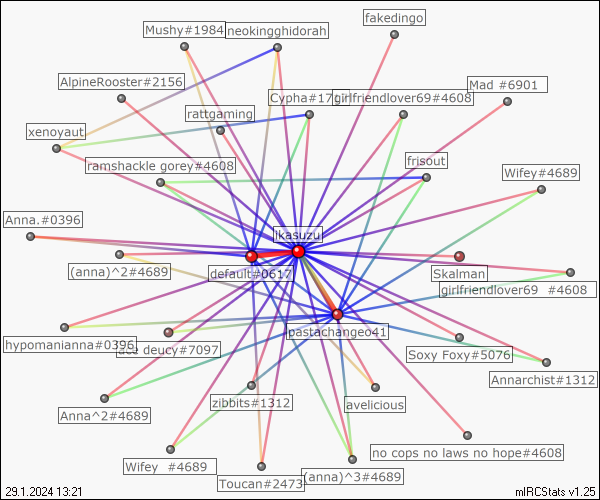 fakedingo
Mushy#1984
neokingghidorah
AlpineRooster#2156
Mad #6901
Cypha#17
girlfriendlover69#4608
rattgaming
xenoyaut
frisout
ramshackle gorey#4608
Wifey#4689
Anna.#0396
ikasuzu
(anna)^2#4689
default#0617
Skalman
girlfriendlover69 #4608
pastachangeo41
hypomanianna#0396
deucy#7097
Soxy Foxy#5076
Annarchist#1312
Anna^2#4689
zibbits#1312
avelicious
no cops no laws no hope#4608
Wifey #4689
Toucan#2473
(anna)^3#4689
29.1.2024 13:21
mIRCStats v1.25